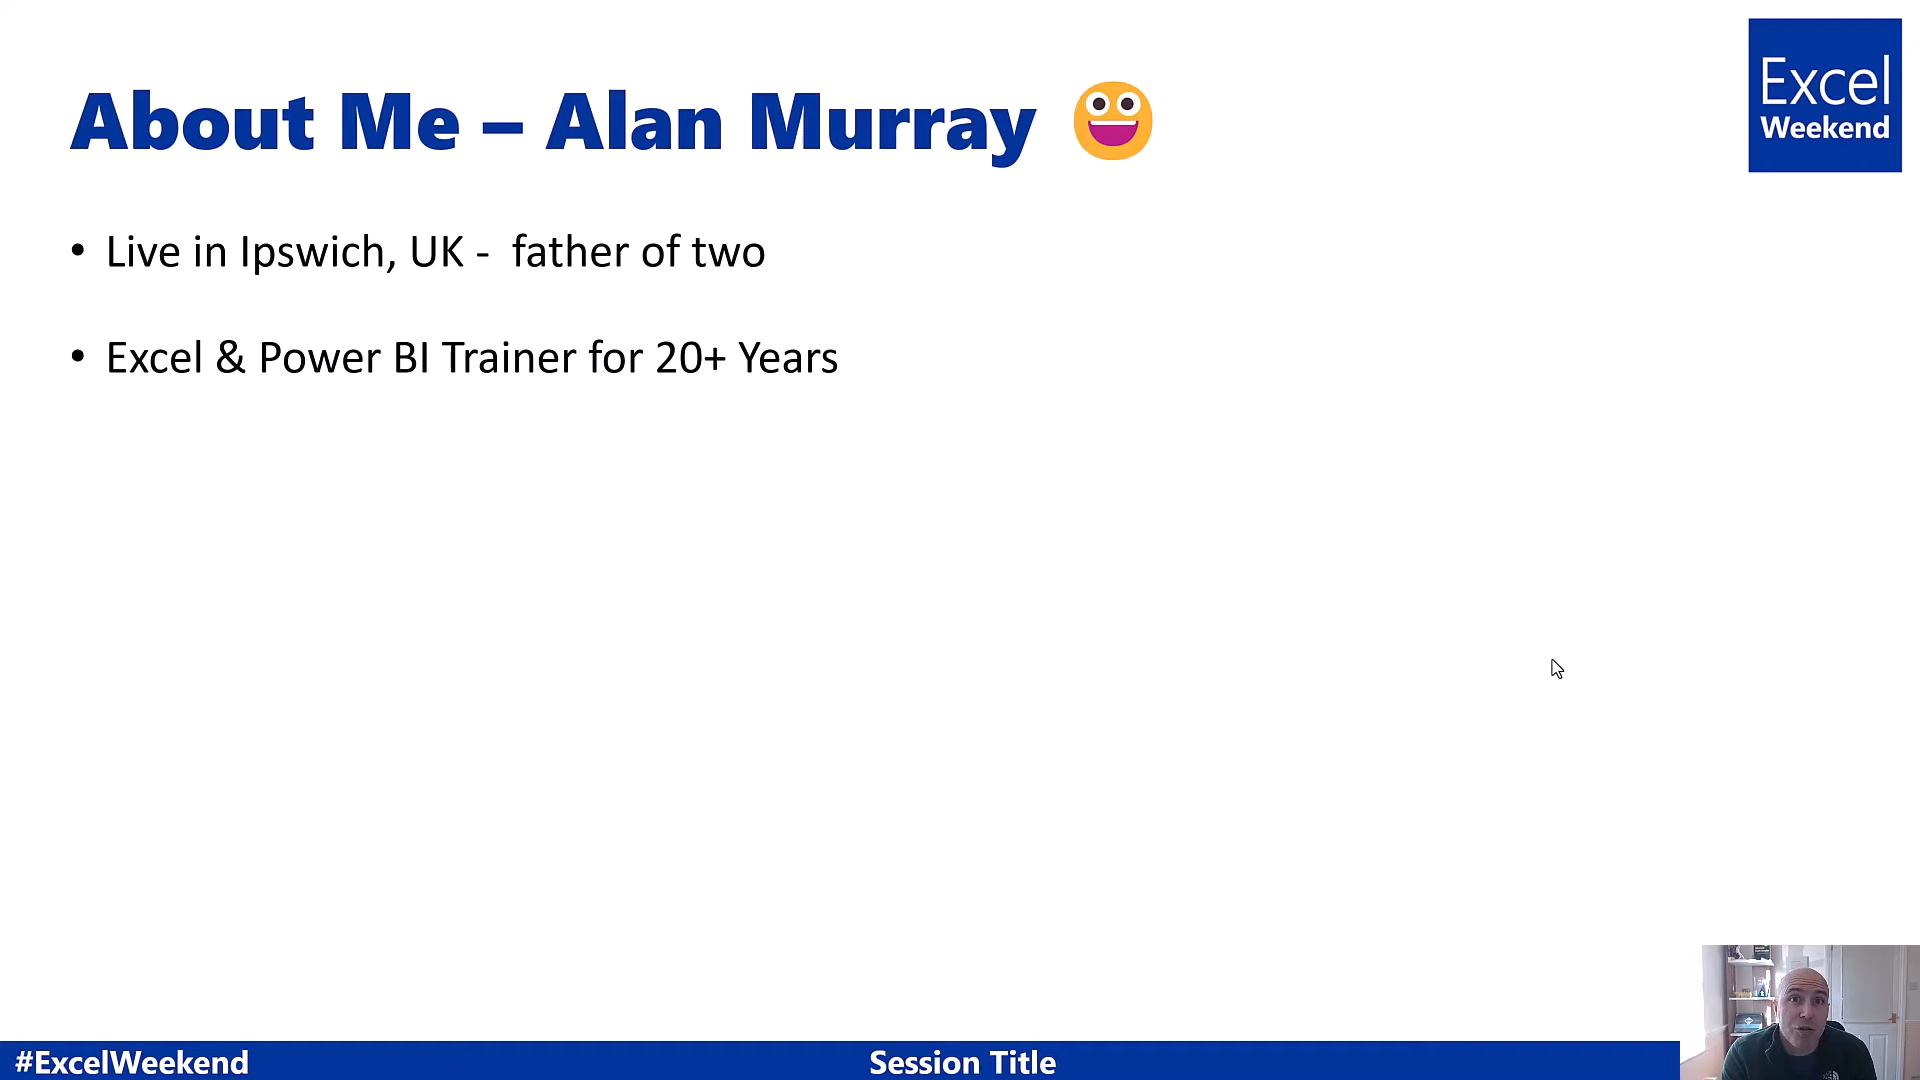 Excel
Weekend
About Me – Alan Murray
• Live in Ipswich, UK -  father of two
• Excel & Power BI Trainer for 20+ Years
#ExcelWeekend
Session Title